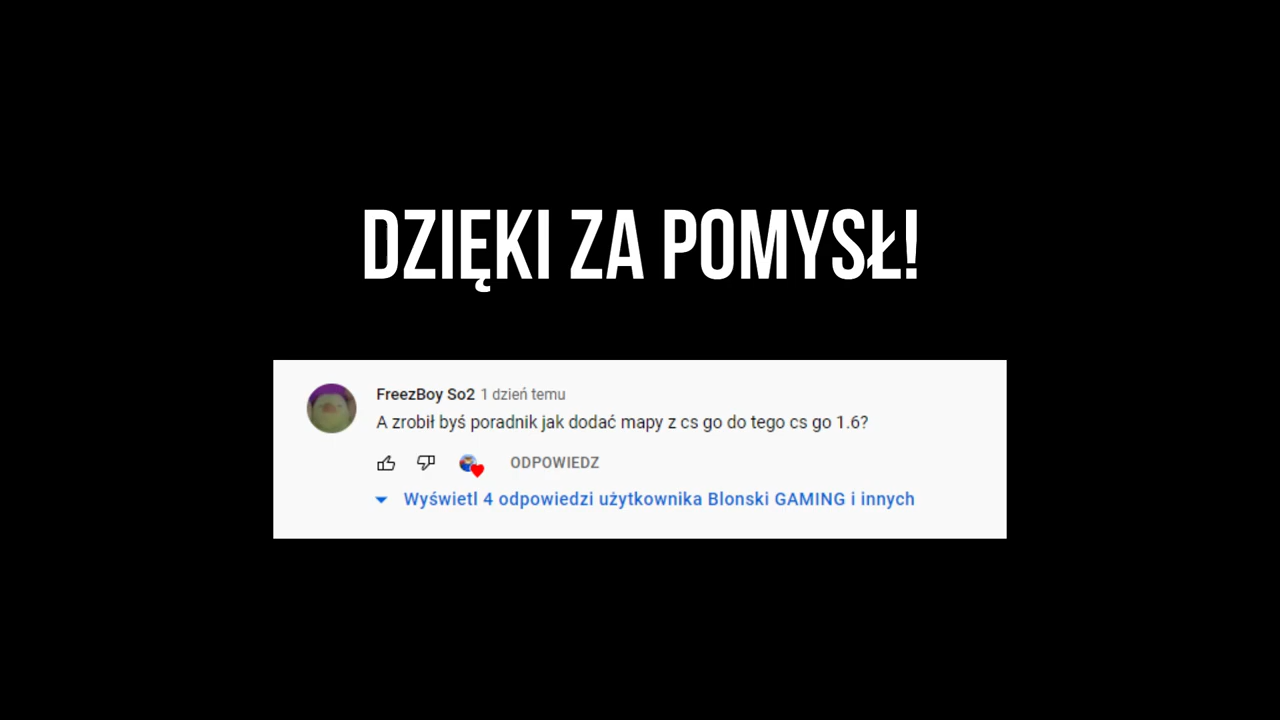 DZIĘKI ZA POMYSŁ!
FreezBoy So2 1 dzień temu
A zrobił byś poradnik jak dodać mapy z cs go do tego cs go 1.6?
ODPOWIEDZ
Wyświetl 4 odpowiedzi użytkownika Blonski GAMING i innych